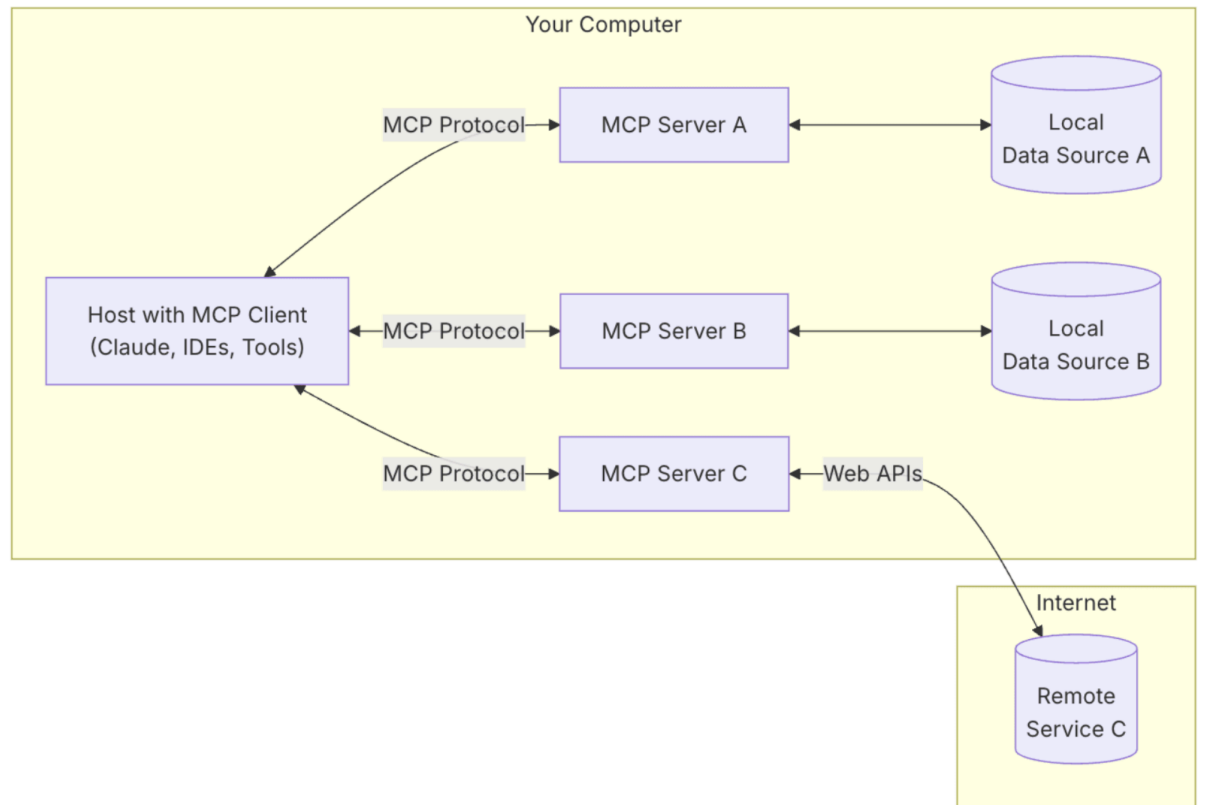 Your Computer
MCP Protocol
MCP Server A
Local
Data Source A
Host with MCP Client
(Claude, IDEs, Tools)
MCP Protocol
MCP Server B
Local
Data Source B
MCP Protocol
MCP Server C
Web APIs
Internet
Remote
Service C